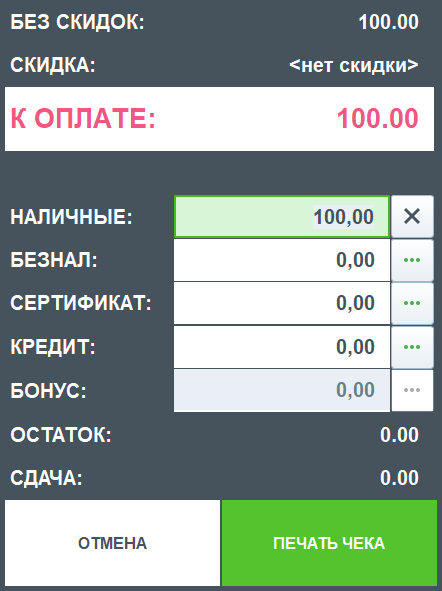 БЕЗ СКИДОК: 100.00
СКИДКА: <нет скидки>
К ОПЛАТЕ: 100.00
НАЛИЧНЫЕ: 100,00
БЕЗНАЛ: 0,00
СЕРТИФИКАТ: 0,00
КРЕДИТ: 0,00
БОНУС: 0,00
ОСТАТОК: 0.00
СДАЧА: 0.00
ОТМЕНА ПЕЧАТЬ ЧЕКА